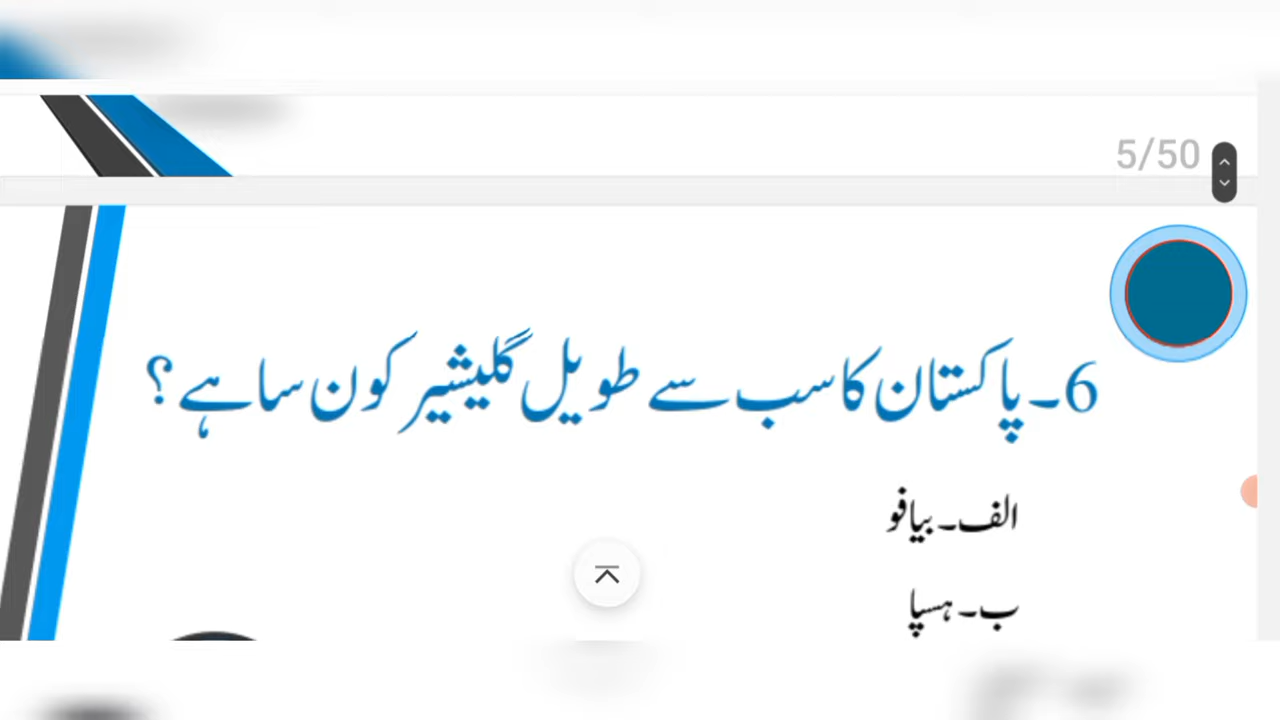 5/50
6۔پاکستان کا سب سے طویل گلیشیر کون سا ہے؟
الف۔بیافو
ب۔ہسپا